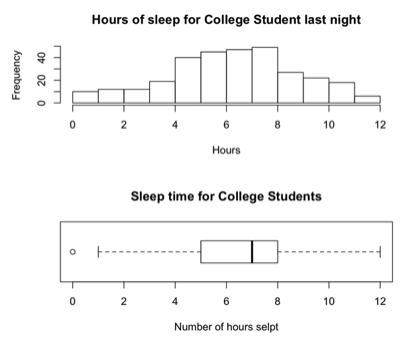 Hours of sleep for College Student last night
Frequency
40
20
0
0 2 4 6 8 10 12
Hours
Sleep time for College Students
0 2 4 6 8 10 12
Number of hours selpt